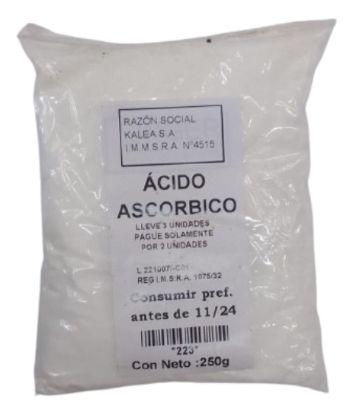 RAZÓN SOCIAL
KALEA S.A
I.M.M.S.R.A. N°4515
ÁCIDO
ASCORBICO
LLEVE 3 UNIDADES
PAGUE SOLAMENTE
POR 2 UNIDADES
REG I.M.S.R.A. 1075/32
Consumir pref.
antes de 11/24
"223"
Con Neto :250g